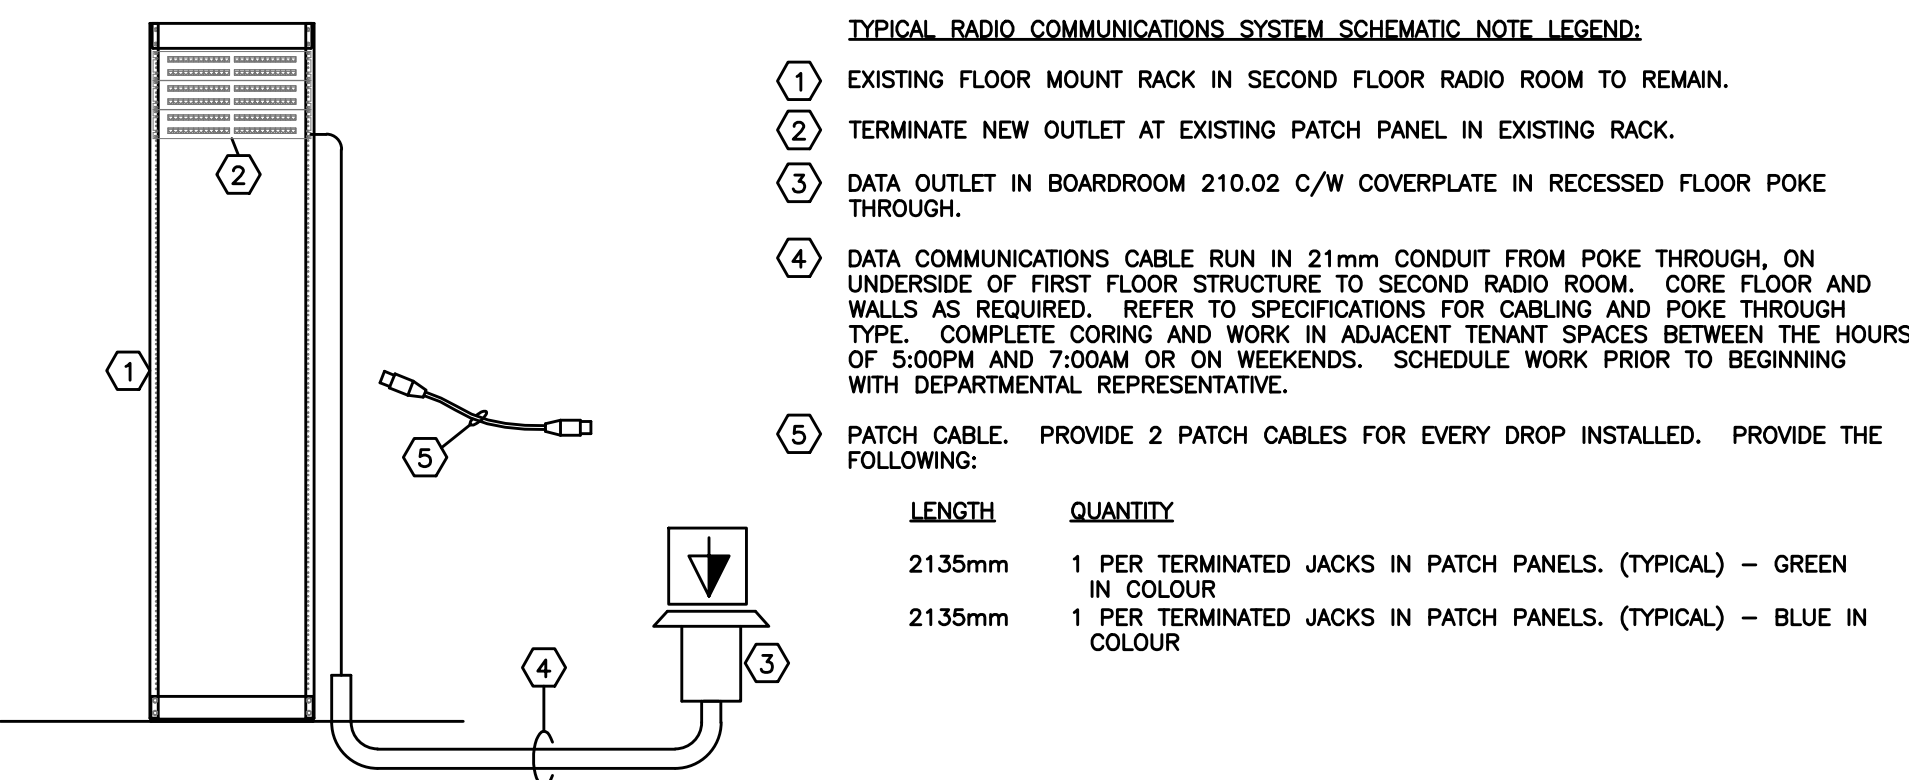 TYPICAL RADIO COMMUNICATIONS SYSTEM SCHEMATIC NOTE LEGEND:
1 EXISTING FLOOR MOUNT RACK IN SECOND FLOOR RADIO ROOM TO REMAIN.
2 TERMINATE NEW OUTLET AT EXISTING PATCH PANEL IN EXISTING RACK.
3 DATA OUTLET IN BOARDROOM 210.02 C/W COVERPLATE IN RECESSED FLOOR POKE
THROUGH.
4 DATA COMMUNICATIONS CABLE RUN IN 21mm CONDUIT FROM POKE THROUGH, ON
UNDERSIDE OF FIRST FLOOR STRUCTURE TO SECOND RADIO ROOM. CORE FLOOR AND
WALLS AS REQUIRED. REFER TO SPECIFICATIONS FOR CABLING AND POKE THROUGH
TYPE. COMPLETE CORING AND WORK IN ADJACENT TENANT SPACES BETWEEN THE HOURS
OF 5:00PM AND 7:00AM OR ON WEEKENDS. SCHEDULE WORK PRIOR TO BEGINNING
WITH DEPARTMENTAL REPRESENTATIVE.
5 PATCH CABLE. PROVIDE 2 PATCH CABLES FOR EVERY DROP INSTALLED. PROVIDE THE
FOLLOWING:
LENGTH QUANTITY
2135mm 1 PER TERMINATED JACKS IN PATCH PANELS. (TYPICAL) – GREEN
IN COLOUR
2135mm 1 PER TERMINATED JACKS IN PATCH PANELS. (TYPICAL) – BLUE IN
COLOUR
2
1
5
4
3